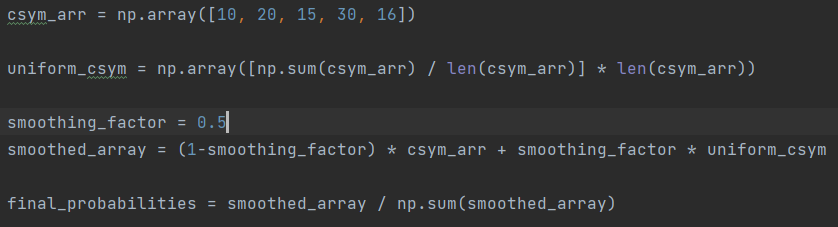 csym_arr = np.array([10, 20, 15, 30, 16])
uniform_csym = np.array([np.sum(csym_arr) / len(csym_arr)] * len(csym_arr))
smoothing_factor = 0.5
smoothed_array = (1-smoothing_factor) * csym_arr + smoothing_factor * uniform_csym
final_probabilities = smoothed_array / np.sum(smoothed_array)